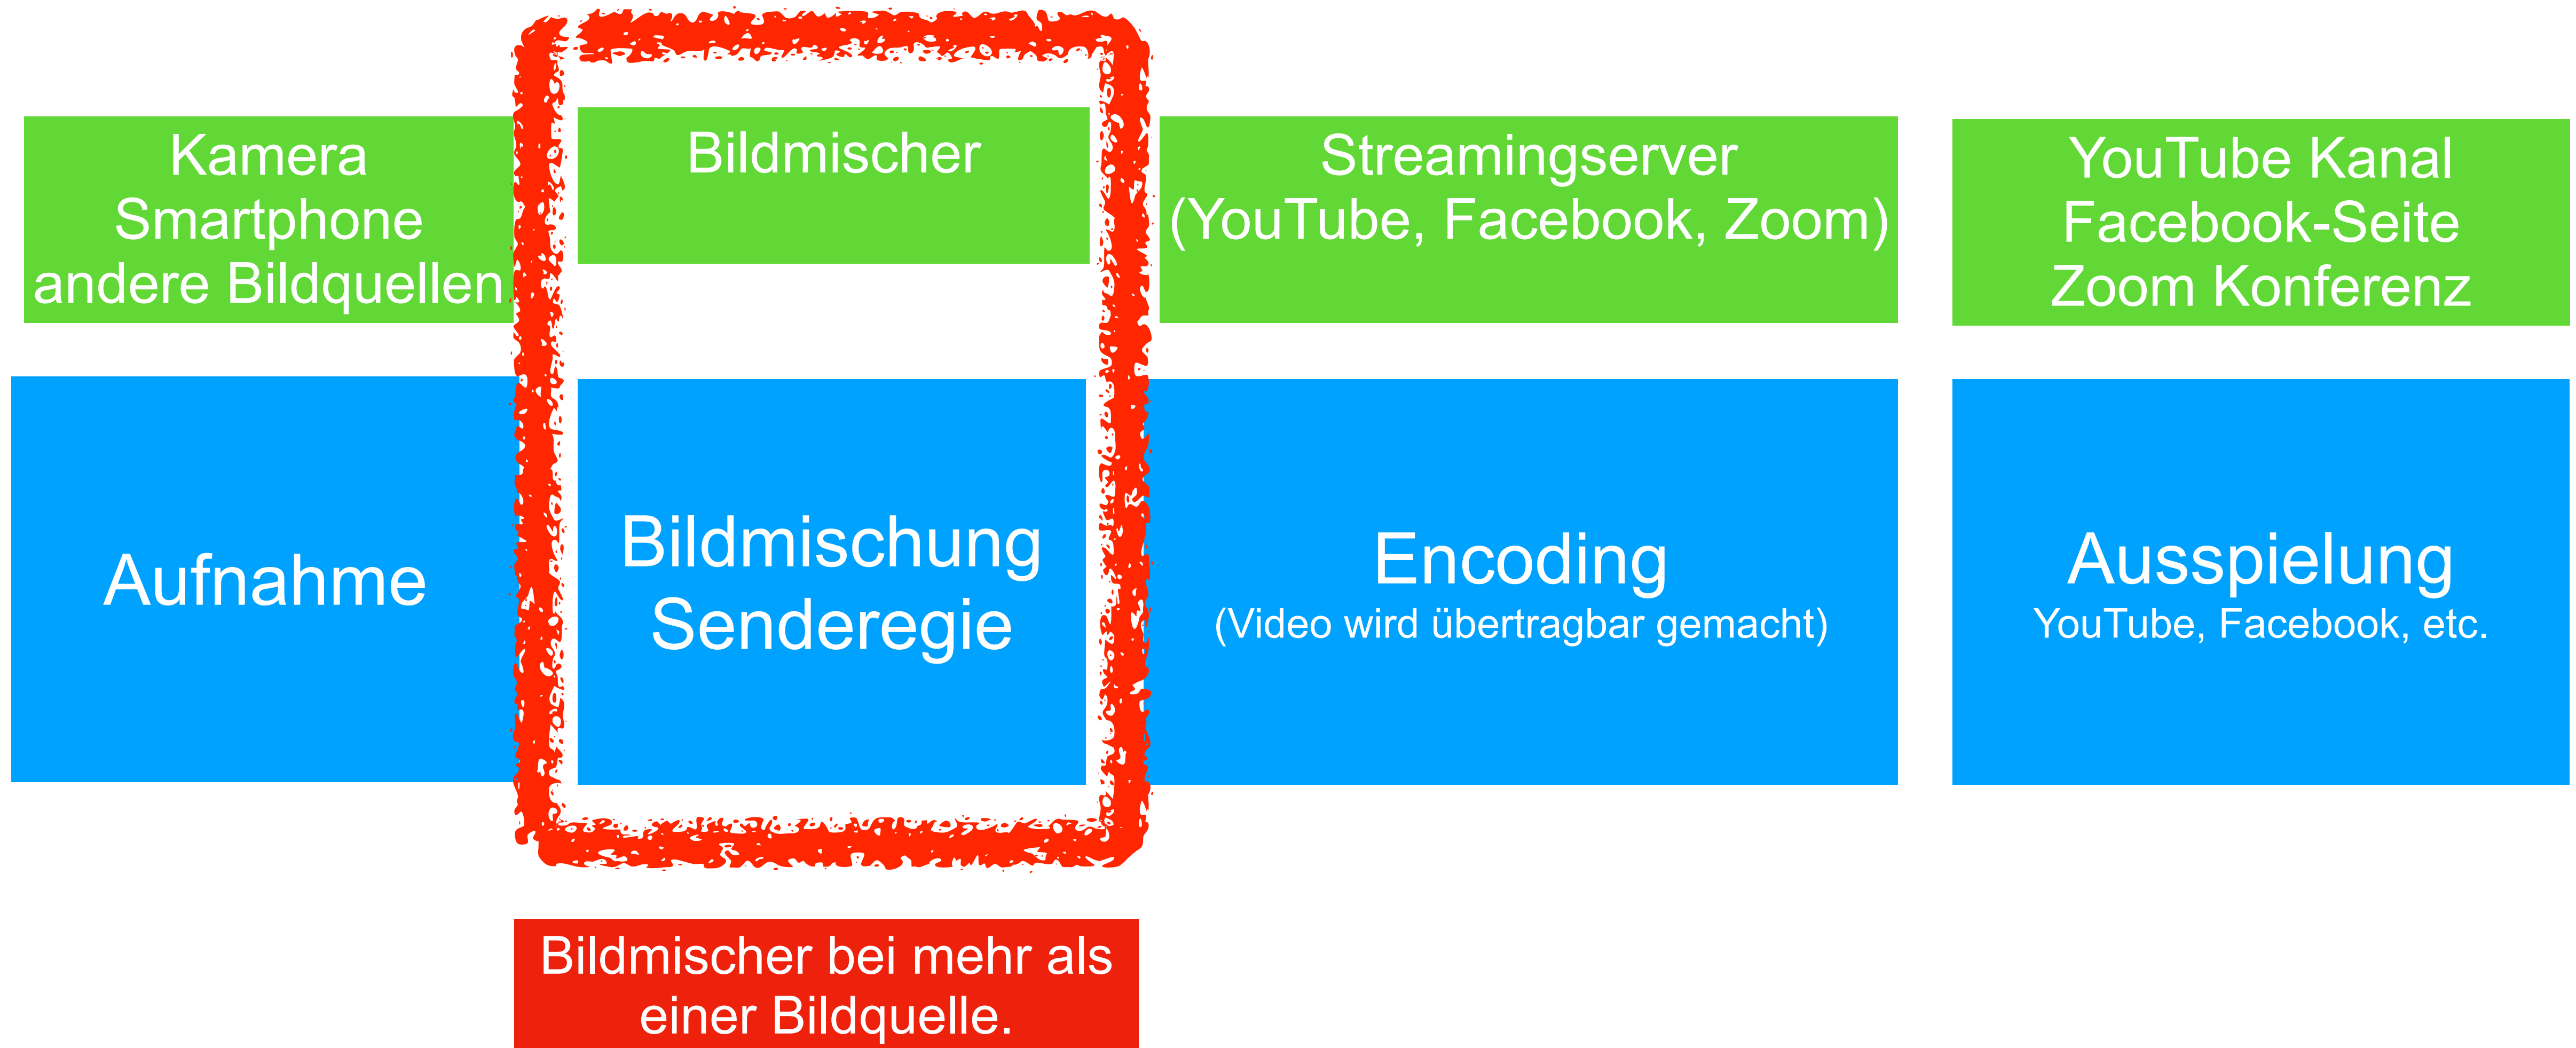 Kamera
Smartphone
andere Bildquellen
Bildmischer
Streamingserver
(YouTube, Facebook, Zoom)
YouTube Kanal
Facebook-Seite
Zoom Konferenz
Aufnahme
Bildmischung
Senderegie
Encoding
(Video wird übertragbar gemacht)
Ausspielung
YouTube, Facebook, etc.
Bildmischer bei mehr als
einer Bildquelle.